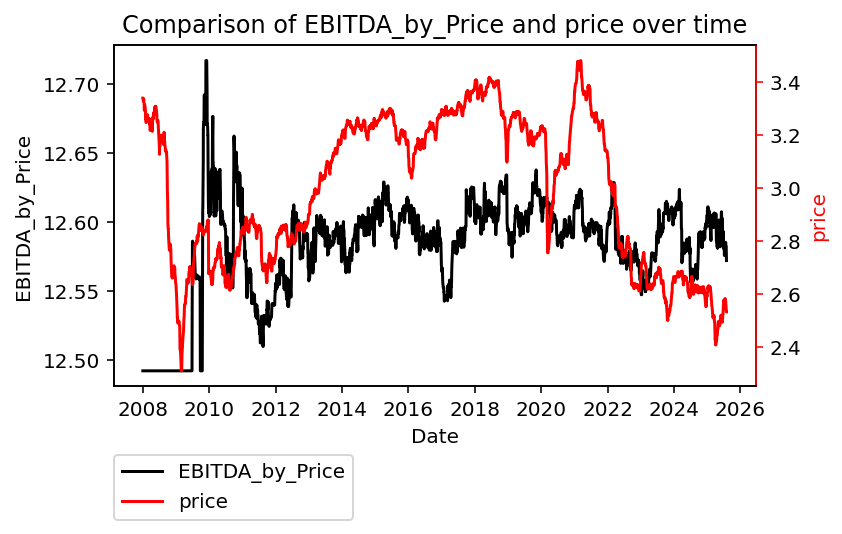 Comparison of EBITDA_by_Price and price over time
EBITDA_by_Price
12.70
12.65
12.60
12.55
12.50
3.4
3.2
3.0
2.8
2.6
2.4
price
2008 2010 2012 2014 2016 2018 2020 2022 2024 2026
Date
EBITDA_by_Price
price